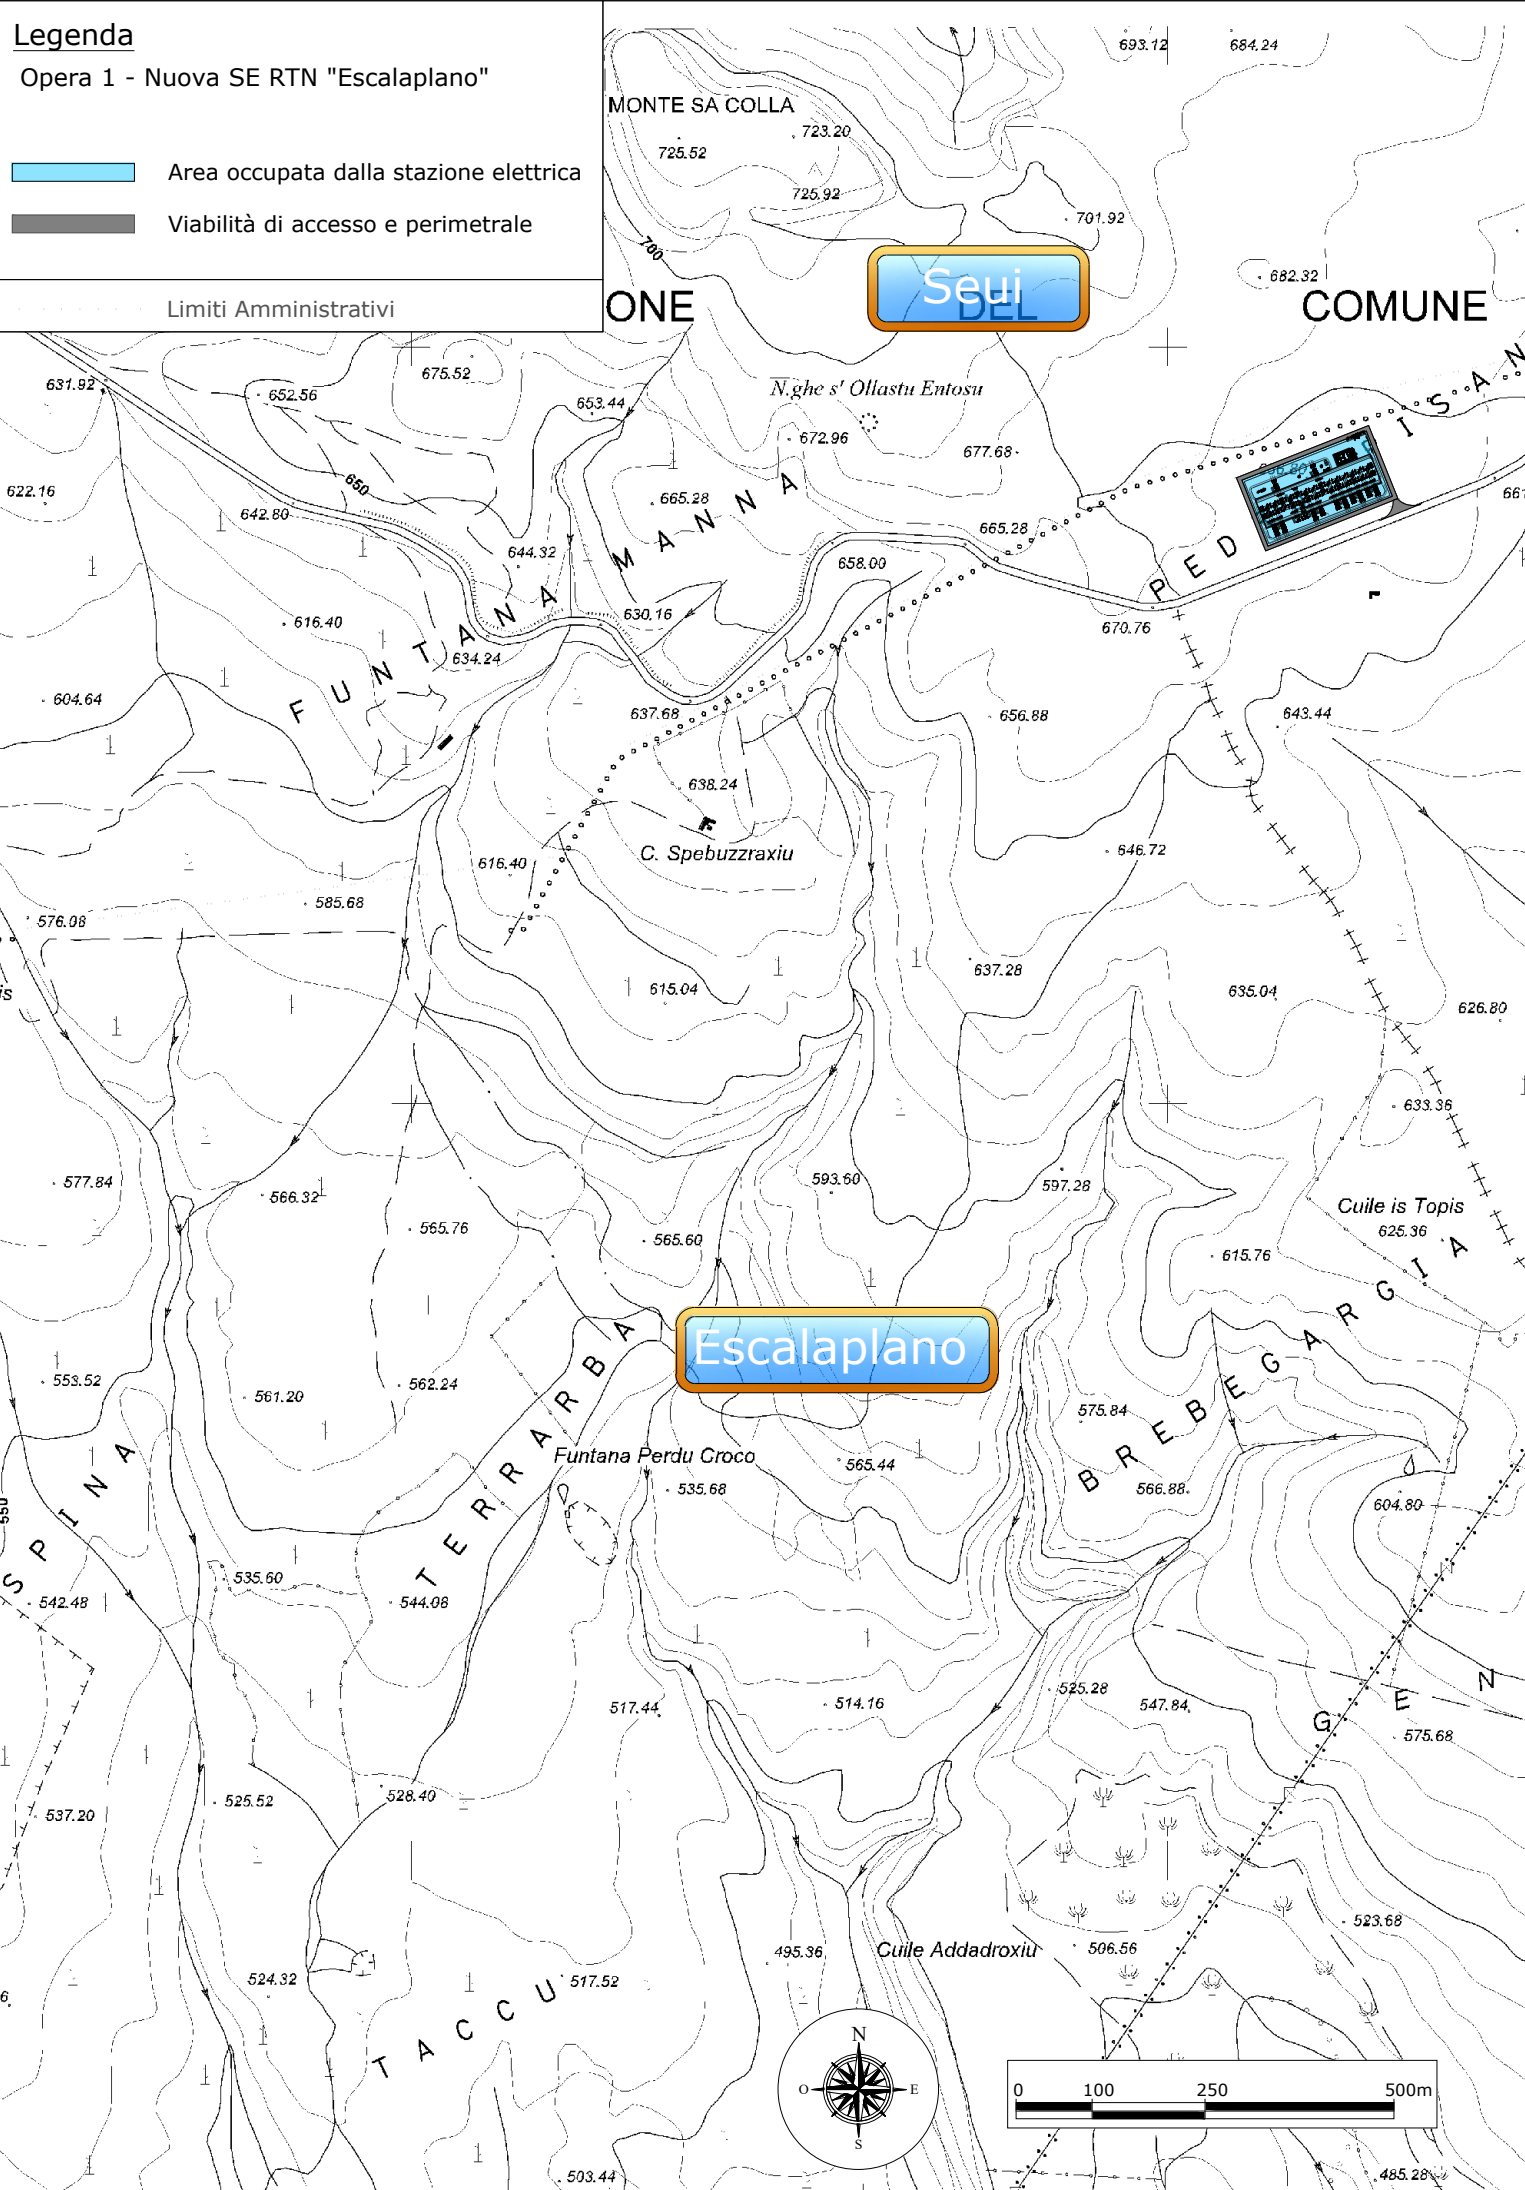 Legenda
Opera 1 - Nuova SE RTN "Escalaplano"
Area occupata dalla stazione elettrica
Viabilità di accesso e perimetrale
Limiti Amministrativi
693.12
684.24
MONTE SA COLLA
723.20
725.52
725.92
701.92
700
682.32
Seui
ONE
DEL
COMUNE
631.92
675.52
652.56
653.44
N.ghe s' Ollastu Entosu
672.96
677.68
650
622.16
642.80
665.28
665.28
644.32
658.00
FUNTANA MANNA
PED
ISAN
616.40
630.16
670.76
634.24
604.64
637.68
656.88
643.44
638.24
C. Spebuzzraxiu
646.72
616.40
585.68
576.08
is
615.04
637.28
635.04
626.80
633.36
577.84
566.32
593.60
597.28
Cuile is Topis
625.36
565.76
565.60
615.76
Escalaplano
553.52
561.20
562.24
575.84
BREBEGARGIA
TERRARBA
SPINA
Funtana Perdu Croco
565.44
535.68
566.88
604.80
550
535.60
542.48
544.08
517.44
514.16
525.28
547.84
GEN
575.68
537.20
525.52
528.40
523.68
495.36
Cuile Addadroxiu
506.56
524.32
517.52
TACCU
N
O
E
S
0 100 250 500m
503.44
485.28